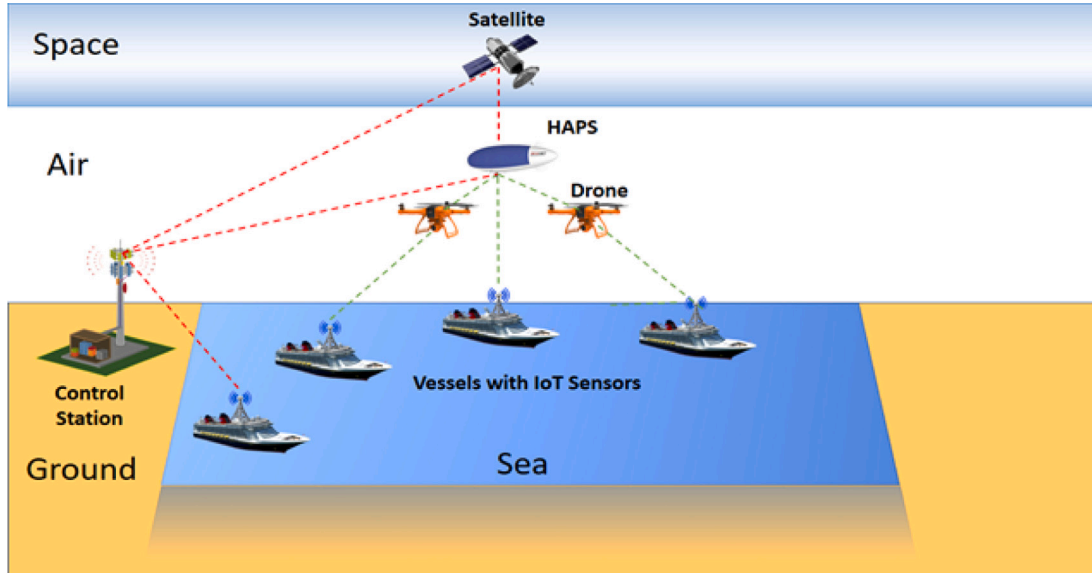 Satellite
Space
HAPS
Air
Drone
Vessels with IoT Sensors
Control
Station
Ground
Sea